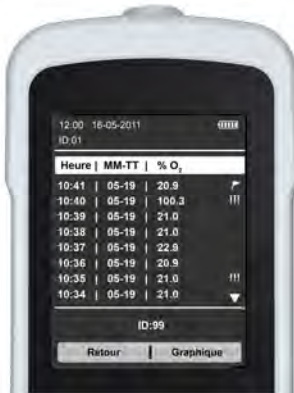 12:00 16-05-2011
ID:01
Heure | MM-TT | % O₂
10:41 | 05-19 | 20.9
10:40 | 05-19 | 100.3 !!!
10:39 | 05-19 | 21.0
10:38 | 05-19 | 21.0
10:37 | 05-19 | 22.9
10:36 | 05-19 | 20.9
10:35 | 05-19 | 21.0 !!!
10:34 | 05-19 | 21.0
ID:99
Retour | Graphique